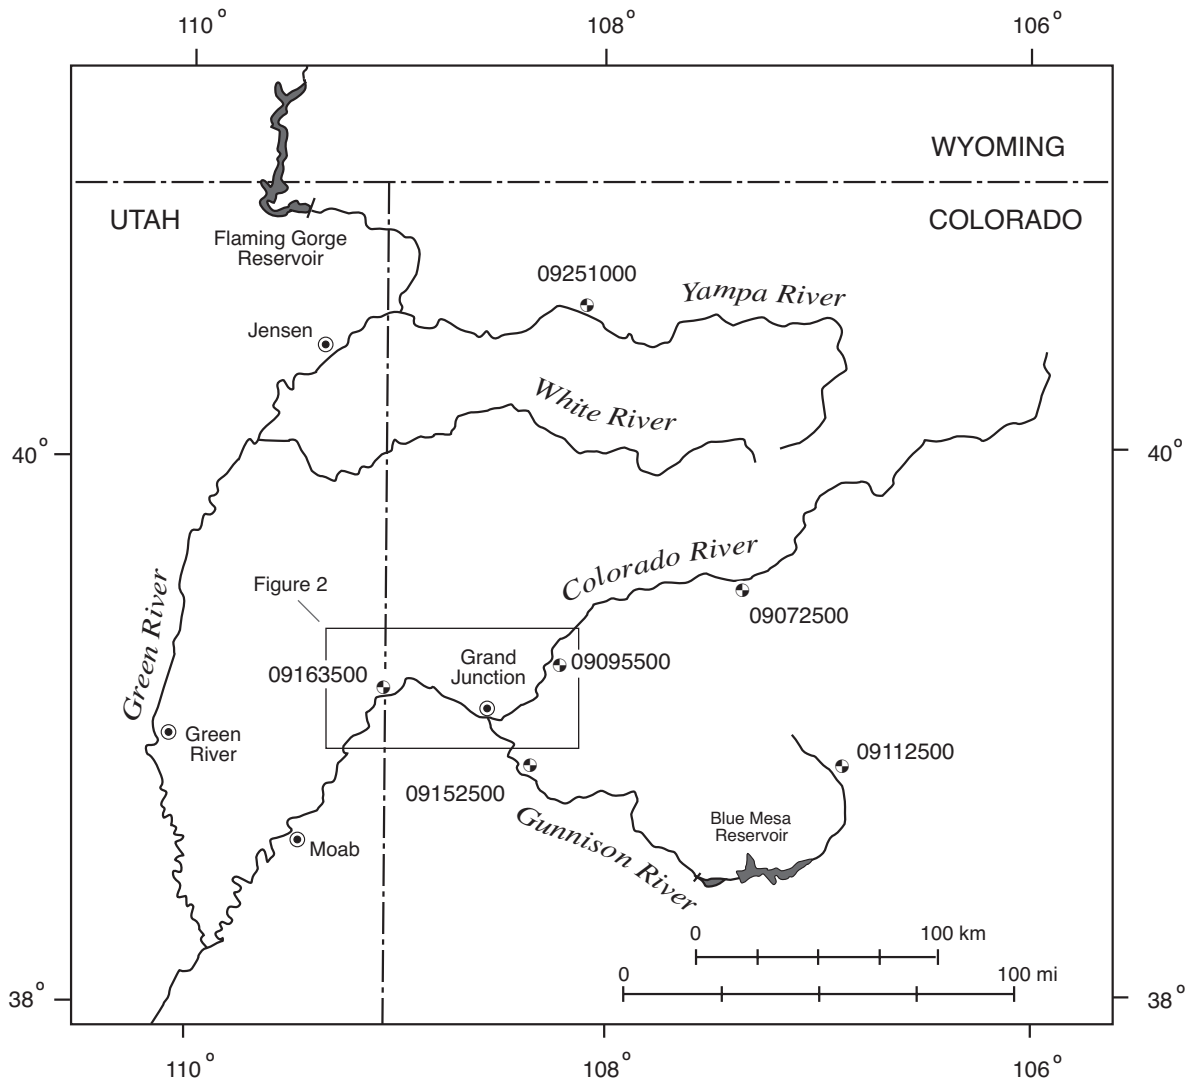 110°
108°
106°
WYOMING
UTAH
COLORADO
Flaming Gorge
Reservoir
09251000
Yampa River
Jensen
White River
40°
40°
Colorado River
Figure 2
Green River
09072500
Grand
Junction
09095500
09163500
Green
River
09112500
09152500
Gunnison River
Blue Mesa
Reservoir
Moab
0
100 km
0
100 mi
38°
38°
110°
108°
106°